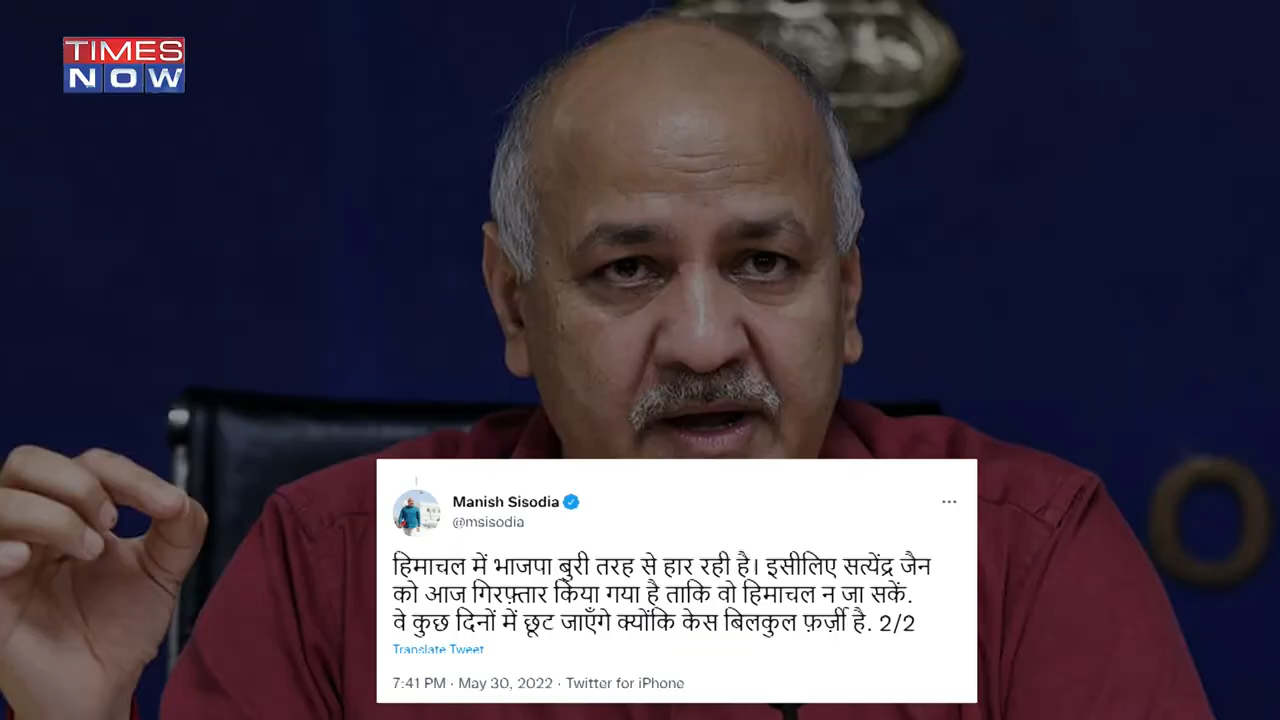 TIMES
NOW
Manish Sisodia
@msisodia
हिमाचल में भाजपा बुरी तरह से हार रही है। इसीलिए सत्येंद्र जैन
को आज गिरफ़्तार किया गया है ताकि वो हिमाचल न जा सकें.
वे कुछ दिनों में छूट जाएँगे क्योंकि केस बिलकुल फ़र्ज़ी है. 2/2
Translate Tweet
7:41 PM · May 30, 2022 · Twitter for iPhone
O